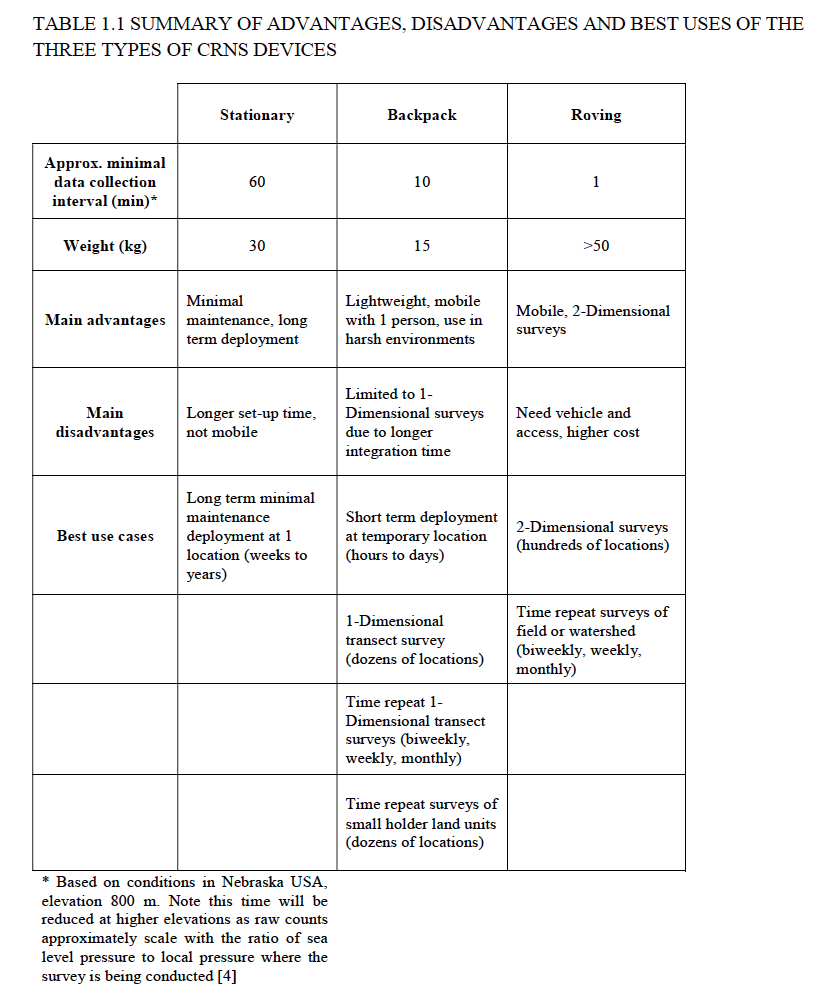 TABLE 1.1 SUMMARY OF ADVANTAGES, DISADVANTAGES AND BEST USES OF THE
THREE TYPES OF CRNS DEVICES
Stationary
Backpack
Roving
Approx. minimal
data collection
interval (min)*
60
10
1
Weight (kg)
30
15
>50
Main advantages
Minimal
maintenance, long
term deployment
Lightweight, mobile
with 1 person, use in
harsh environments
Mobile, 2-Dimensional
surveys
Main
disadvantages
Longer set-up time,
not mobile
Limited to 1-
Dimensional surveys
due to longer
integration time
Need vehicle and
access, higher cost
Best use cases
Long term minimal
maintenance
deployment at 1
location (weeks to
years)
Short term deployment
at temporary location
(hours to days)
2-Dimensional surveys
(hundreds of locations)
1-Dimensional
transect survey
(dozens of locations)
Time repeat surveys of
field or watershed
(biweekly, weekly,
monthly)
Time repeat 1-
Dimensional transect
surveys (biweekly,
weekly, monthly)
Time repeat surveys of
small holder land units
(dozens of locations)
* Based on conditions in Nebraska USA,
elevation 800 m. Note this time will be
reduced at higher elevations as raw counts
approximately scale with the ratio of sea
level pressure to local pressure where the
survey is being conducted [4]